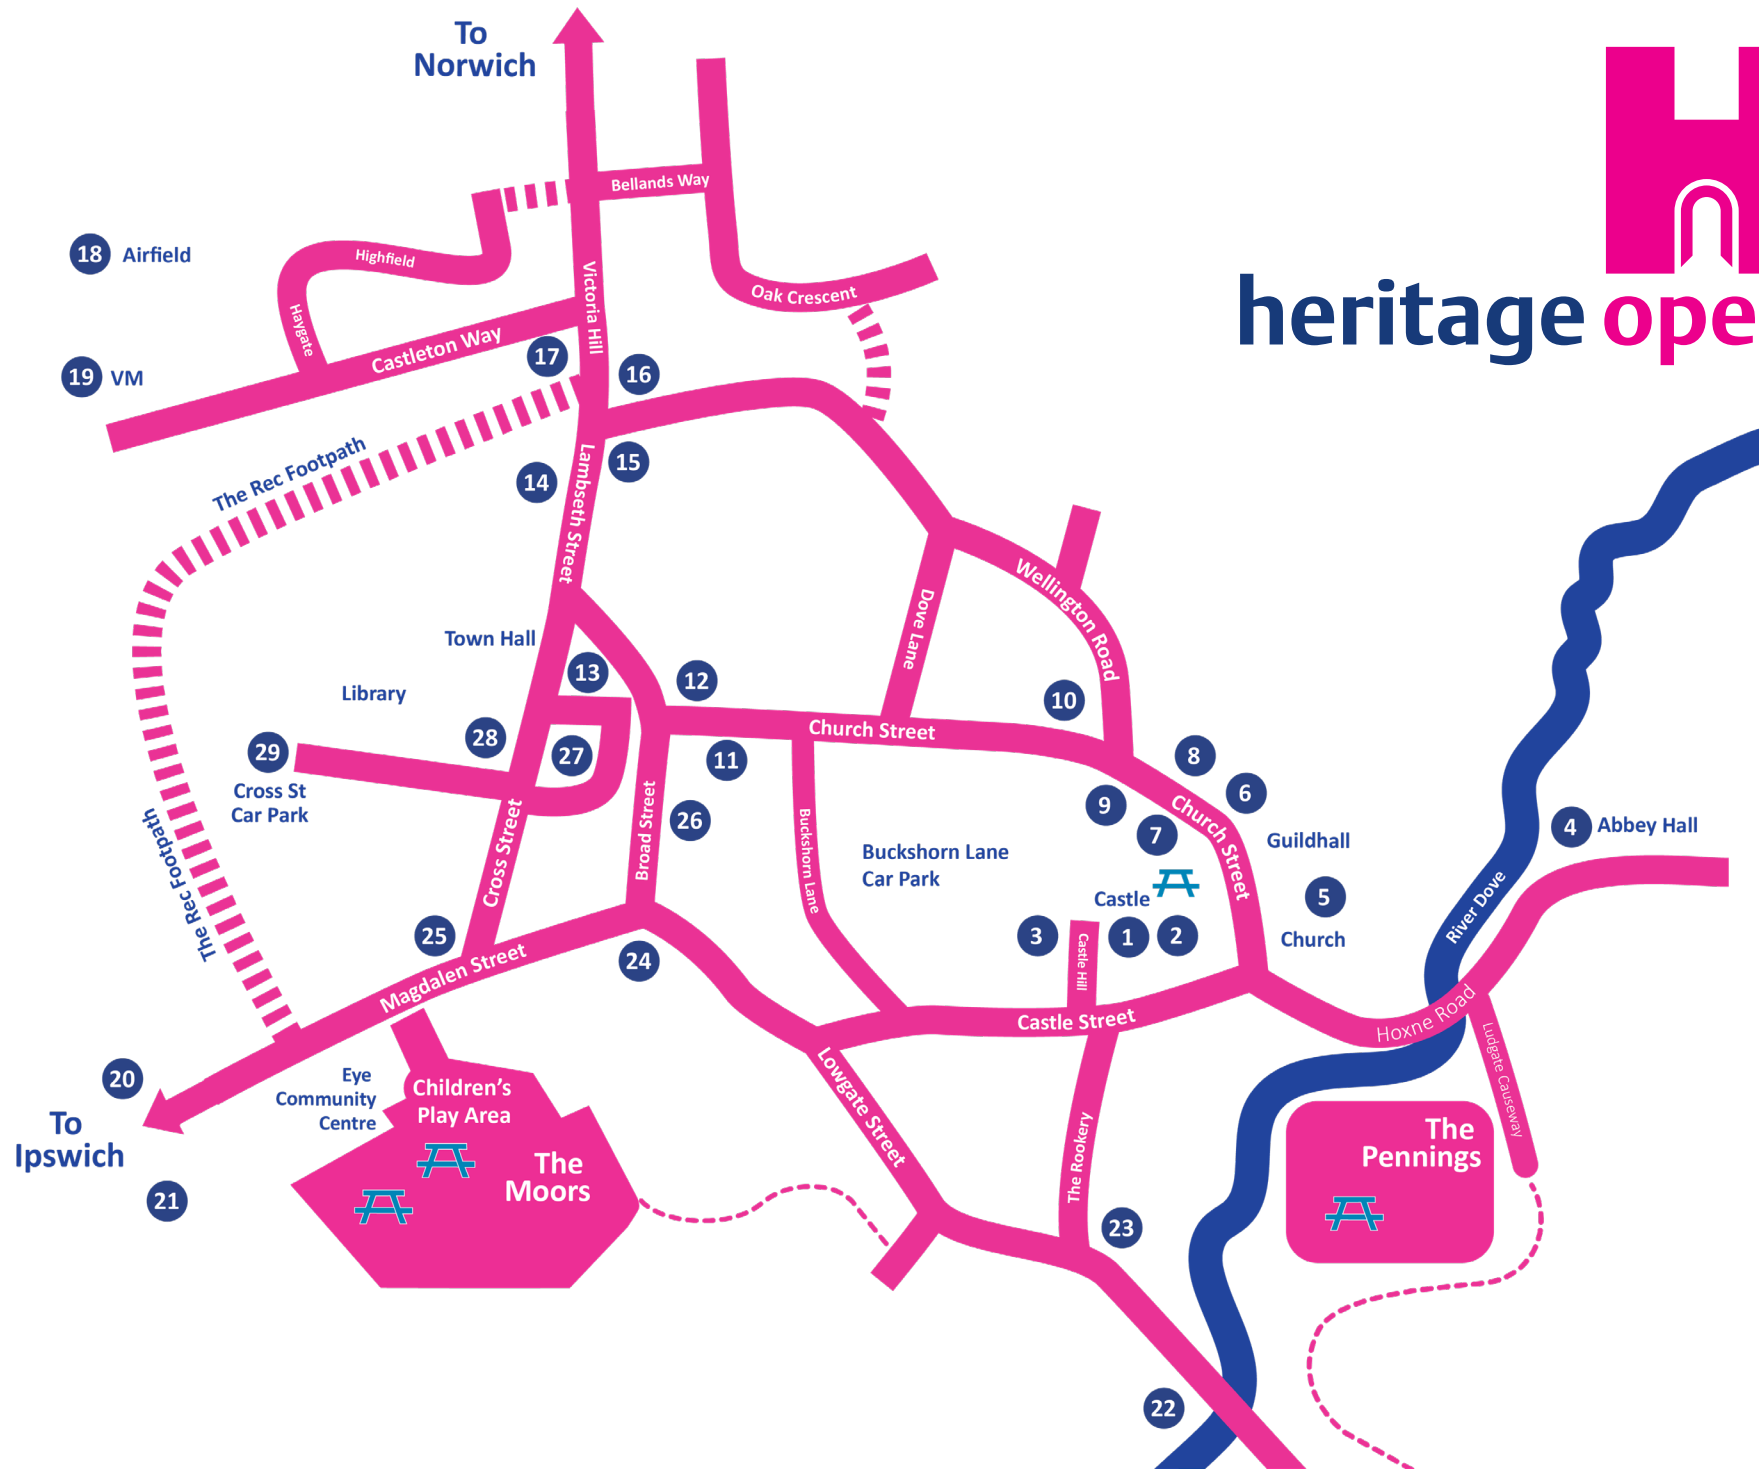 To
Norwich
heritage ope
Bellands Way
Highfield
Haygate
Victoria Hill
Oak Crescent
18 Airfield
Castleton Way
17
16
19 VM
The Rec Footpath
15
14
Lambseth Street
Wellington Road
Dove Lane
Town Hall
13
12
Library
10
28
27
29
Cross St
Car Park
11
Church Street
8
9
6
7
Church Street
Guildhall
4 Abbey Hall
The Rec Footpath
Cross Street
Broad Street
26
Buckshorn Lane
Buckshorn Lane
Car Park
Castle
5
Church
River Dove
25
24
3
Castle Hill
1
2
Magdalen Street
Castle Street
Hoxne Road
Ludgate Causeway
20
To
Ipswich
21
Eye
Community
Centre
Children's
Play Area
The
Moors
Lowgate Street
The Rookery
23
The
Pennings
22